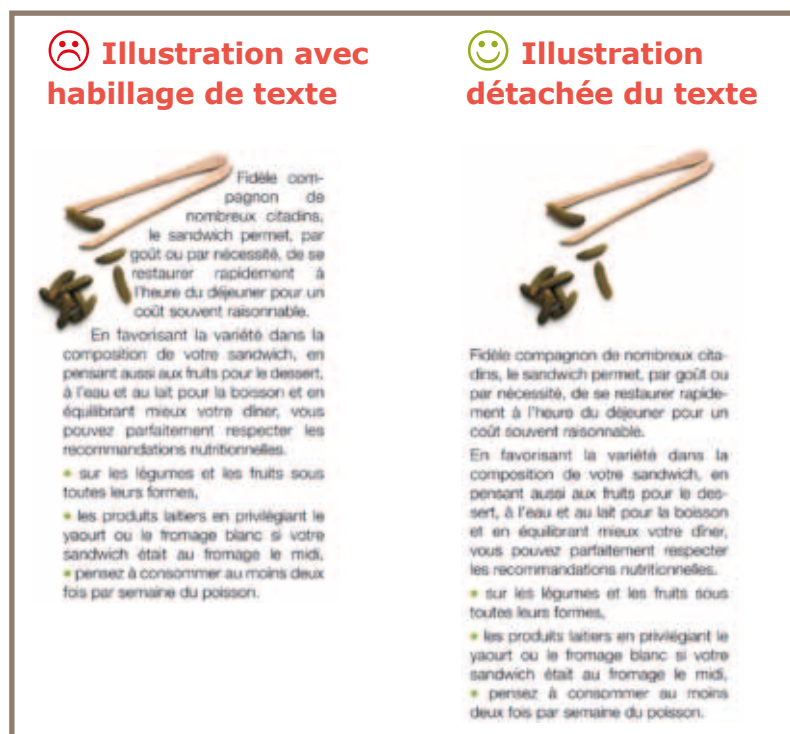 Illustration avec
habillage de texte
Fidèle com-
pagnon de
nombreux citadins,
le sandwich permet, par
goût ou par nécessité, de se
restaurer rapidement à
l'heure du déjeuner pour un
coût souvent raisonnable.
En favorisant la variété dans la
composition de votre sandwich, en
pensant aussi aux fruits pour le dessert,
à l'eau et au lait pour la boisson et en
équilibrant mieux votre dîner, vous
pouvez parfaitement respecter les
recommandations nutritionnelles.
• sur les légumes et les fruits sous
toutes leurs formes,
• les produits laitiers en privilégiant le
yaourt ou le fromage blanc si votre
sandwich était au fromage le midi,
• pensez à consommer au moins deux
fois par semaine du poisson.
Illustration
détachée du texte
Fidèle compagnon de nombreux cita-
dins, le sandwich permet, par goût ou
par nécessité, de se restaurer rapide-
ment à l'heure du déjeuner pour un
coût souvent raisonnable.
En favorisant la variété dans la
composition de votre sandwich, en
pensant aussi aux fruits pour le des-
sert, à l'eau et au lait pour la boisson
et en équilibrant mieux votre dîner,
vous pouvez parfaitement respecter
les recommandations nutritionnelles.
• sur les légumes et les fruits sous
toutes leurs formes,
• les produits laitiers en privilégiant le
yaourt ou le fromage blanc si votre
sandwich était au fromage le midi,
• pensez à consommer au moins
deux fois par semaine du poisson.